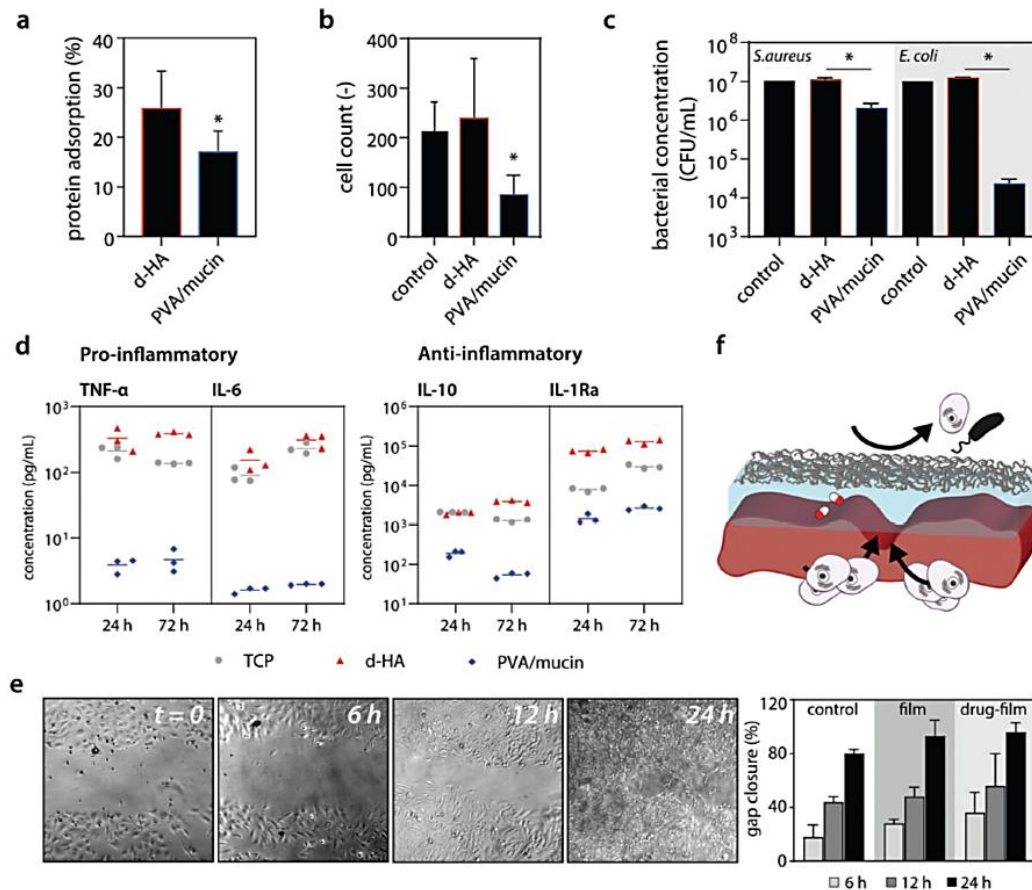 a
protein adsorption (%)
40
30
20
10
0
d-HA
PVA/mucin
b
cell count (-)
400
300
200
100
0
control
d-HA
PVA/mucin
c
bacterial concentration
(CFU/mL)
10^8
10^7
10^6
10^5
10^4
10^3
S.aureus
E. coli
control
d-HA
PVA/mucin
control
d-HA
PVA/mucin
*
*
*
*
d
Pro-inflammatory
TNF-α
IL-6
concentration (pg/mL)
10^3
10^2
10^1
10^0
24 h
72 h
24 h
72 h
Anti-inflammatory
IL-10
IL-1Ra
concentration (pg/mL)
10^6
10^5
10^4
10^3
10^2
10^1
24 h
72 h
24 h
72 h
TCP
d-HA
PVA/mucin
f
e
t = 0
6 h
12 h
24 h
gap closure (%)
80
40
0
control
film
drug-film
6 h
12 h
24 h